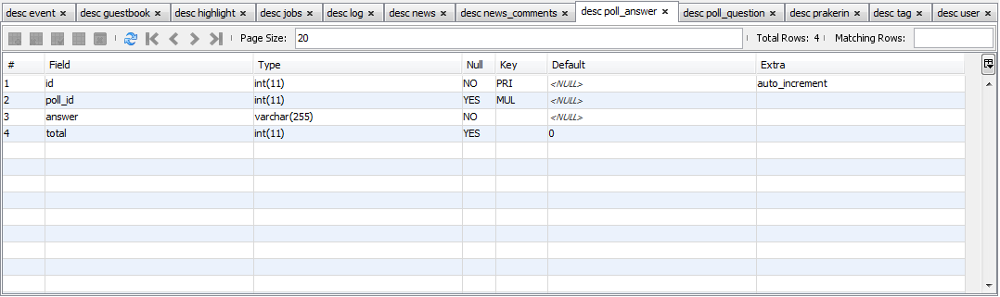 desc event × desc guestbook × desc highlight × desc jobs × desc log × desc news × desc news_comments × desc poll_answer × desc poll_question × desc prakerin × desc tag × desc user ×
Page Size: 20 Total Rows: 4 Matching Rows:
# Field Type Null Key Default Extra
1 id int(11) NO PRI <NULL> auto_increment
2 poll_id int(11) YES MUL <NULL>
3 answer varchar(255) NO <NULL>
4 total int(11) YES 0